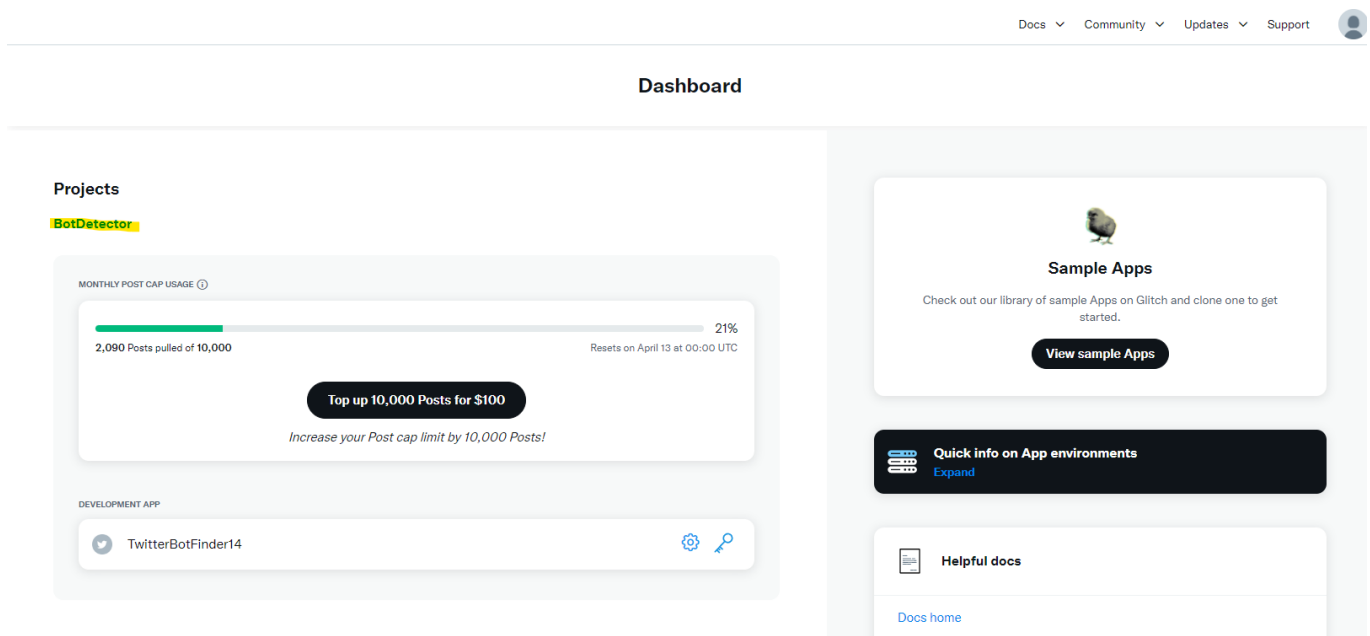 Docs Community Updates Support
Dashboard
Projects
BotDetector
MONTHLY POST CAP USAGE
21%
2,090 Posts pulled of 10,000
Resets on April 13 at 00:00 UTC
Top up 10,000 Posts for $100
Increase your Post cap limit by 10,000 Posts!
DEVELOPMENT APP
TwitterBotFinder14
Sample Apps
Check out our library of sample Apps on Glitch and clone one to get
started.
View sample Apps
Quick info on App environments
Expand
Helpful docs
Docs home